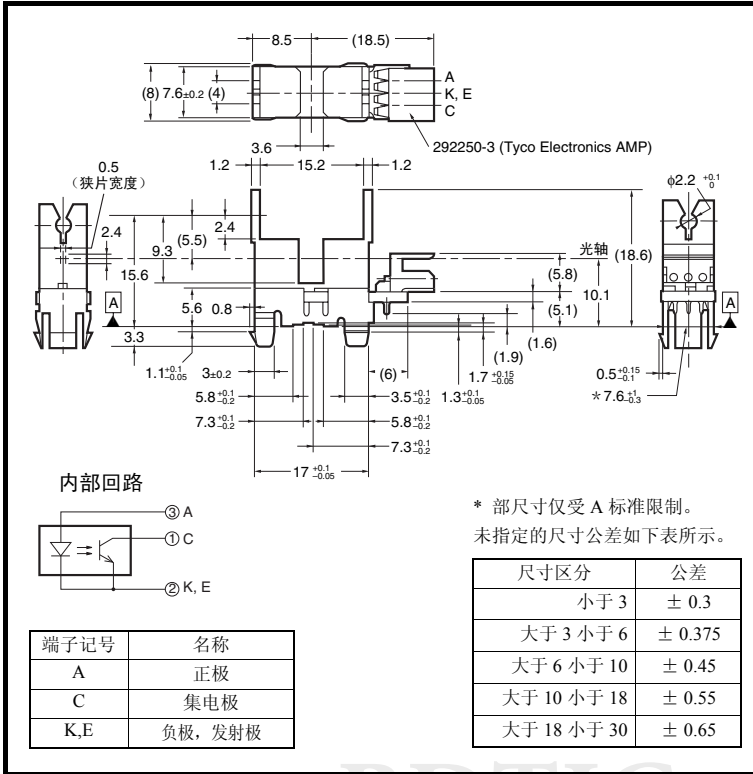 8.5
(18.5)
(8)
7.6±0.2
(4)
A
K, E
C
3.6
292250-3 (Tyco Electronics AMP)
1.2
15.2
1.2
0.5
（狭片宽度）
2.4
15.6
9.3
(5.5)
2.4
光轴
(18.6)
φ2.2 +0.1 0
(5.8)
10.1
(5.1)
A
A
5.6
0.8
3.3
(1.6)
(1.9)
1.1 +0.1 −0.05
3±0.2
(6)
1.7 +0.15 −0.05
0.5 +0.15 −0.1
5.8 +0.1 −0.2
3.5 +0.1 −0.2
1.3 +0.1 −0.05
*7.6 +1 −0.3
7.3 +0.1 −0.2
5.8 +0.1 −0.2
7.3 +0.1 −0.2
17 +0.1 −0.05
内部回路
③ A
① C
② K, E
* 部尺寸仅受 A 标准限制。
未指定的尺寸公差如下表所示。
尺寸区分 公差
小于 3 ± 0.3
大于 3 小于 6 ± 0.375
大于 6 小于 10 ± 0.45
大于 10 小于 18 ± 0.55
大于 18 小于 30 ± 0.65
端子记号 名称
A 正极
C 集电极
K,E 负极，发射极